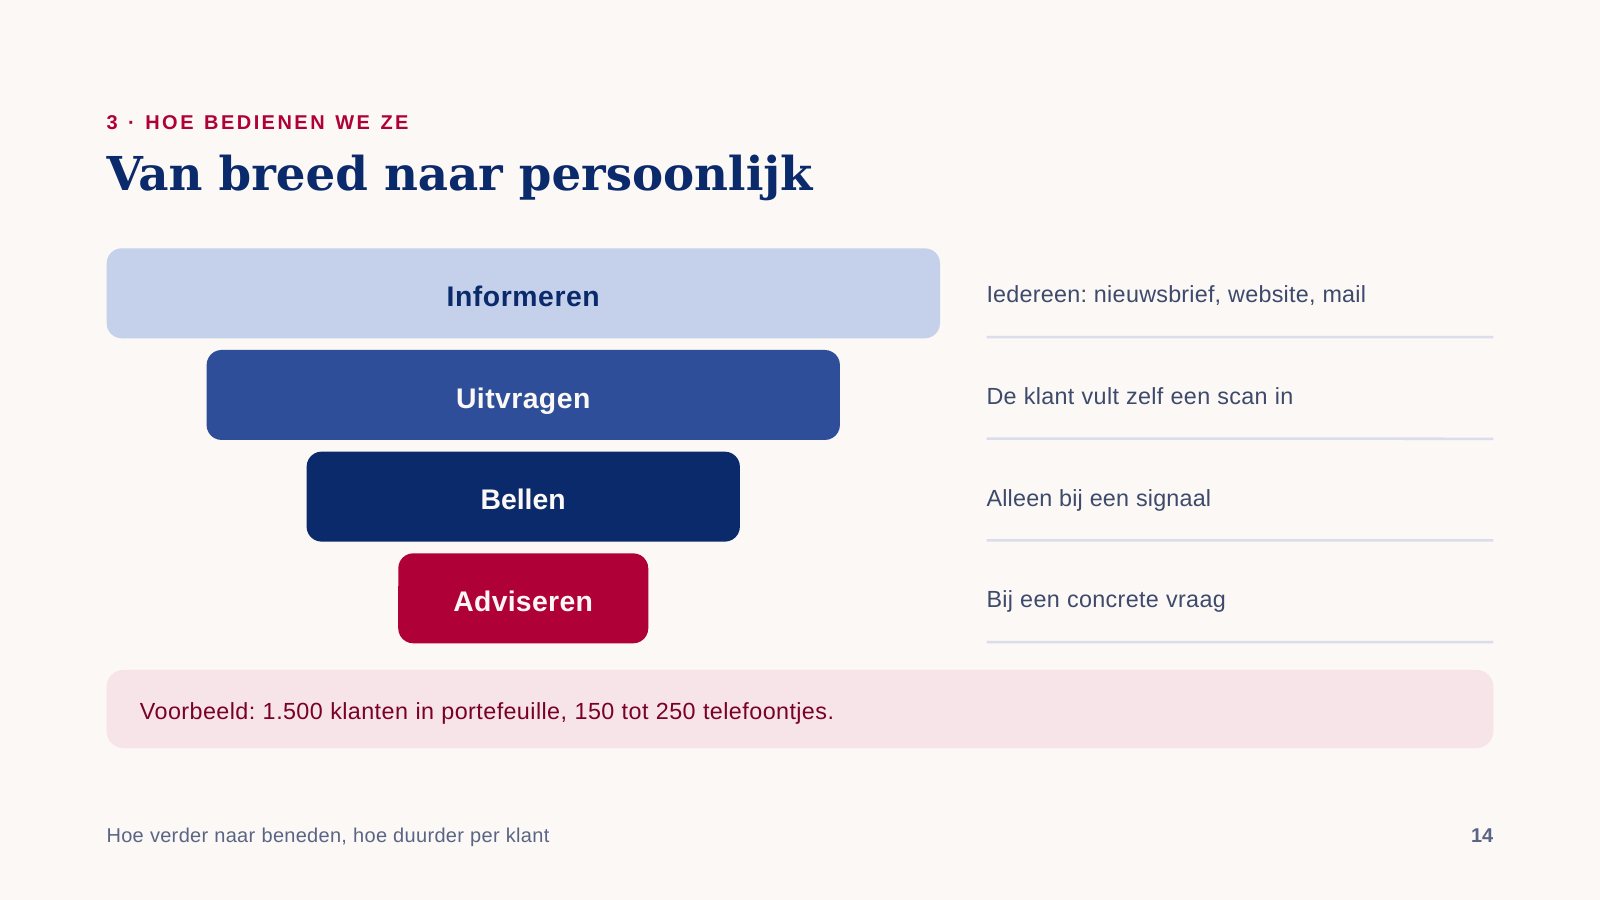 3 · HOE BEDIENEN WE ZE
Van breed naar persoonlijk
Informeren
Iedereen: nieuwsbrief, website, mail
Uitvragen
De klant vult zelf een scan in
Bellen
Alleen bij een signaal
Adviseren
Bij een concrete vraag
Voorbeeld: 1.500 klanten in portefeuille, 150 tot 250 telefoontjes.
Hoe verder naar beneden, hoe duurder per klant
14